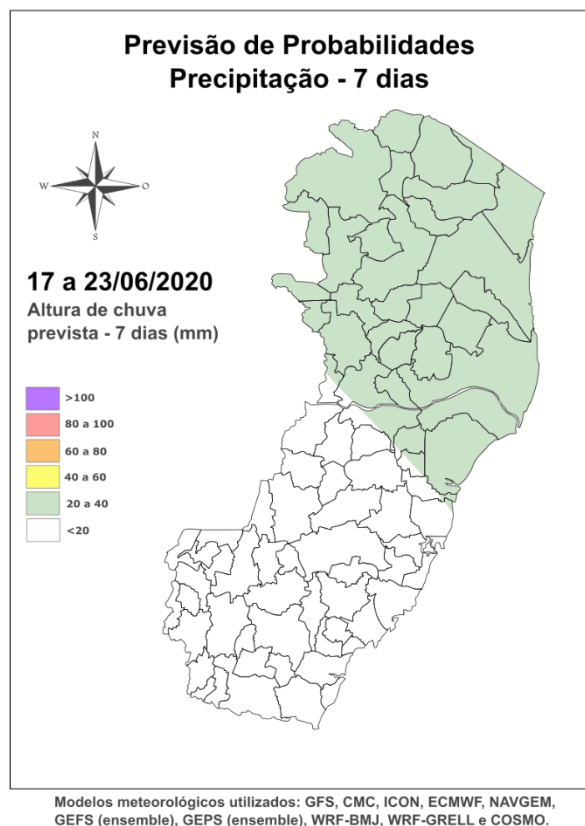 Previsão de Probabilidades
Precipitação - 7 dias
N
W
O
S
17 a 23/06/2020
Altura de chuva
prevista - 7 dias (mm)
>100
80 a 100
60 a 80
40 a 60
20 a 40
<20
Modelos meteorológicos utilizados: GFS, CMC, ICON, ECMWF, NAVGEM,
GEFS (ensemble), GEPS (ensemble), WRF-BMJ, WRF-GRELL e COSMO.